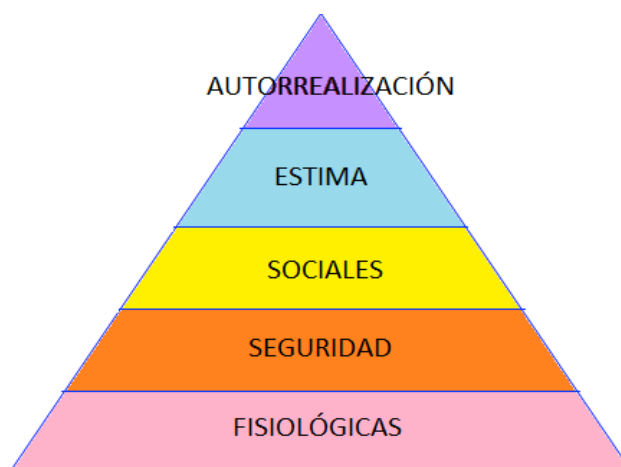 AUTORREALIZACIÓN
ESTIMA
SOCIALES
SEGURIDAD
FISIOLÓGICAS